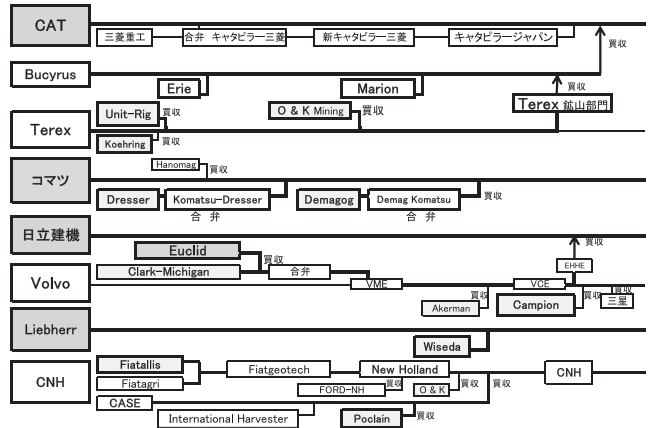 CAT
三菱重工
合弁 キャタピラー三菱
新キャタピラー三菱
キャタピラージャパン
買収
Bucyrus
Erie
Marion
買収
Terex 鉱山部門
Terex
Unit-Rig
買収
O & K Mining
買収
Koehring
買収
コマツ
Hanomag
買収
Dresser
Komatsu-Dresser
合 弁
Demagog
Demag Komatsu
合 弁
買収
日立建機
Euclid
買収
買収
EHHE
Volvo
Clark-Michigan
合弁
VME
VCE
Akerman
買収
Campion
買収
買収
三星
Liebherr
Wiseda
CNH
Fiatallis
Fiatagri
Fiatgeotech
New Holland
CNH
FORD-NH
買収
O & K
買収
買収
CASE
International Harvester
Poclain
買収